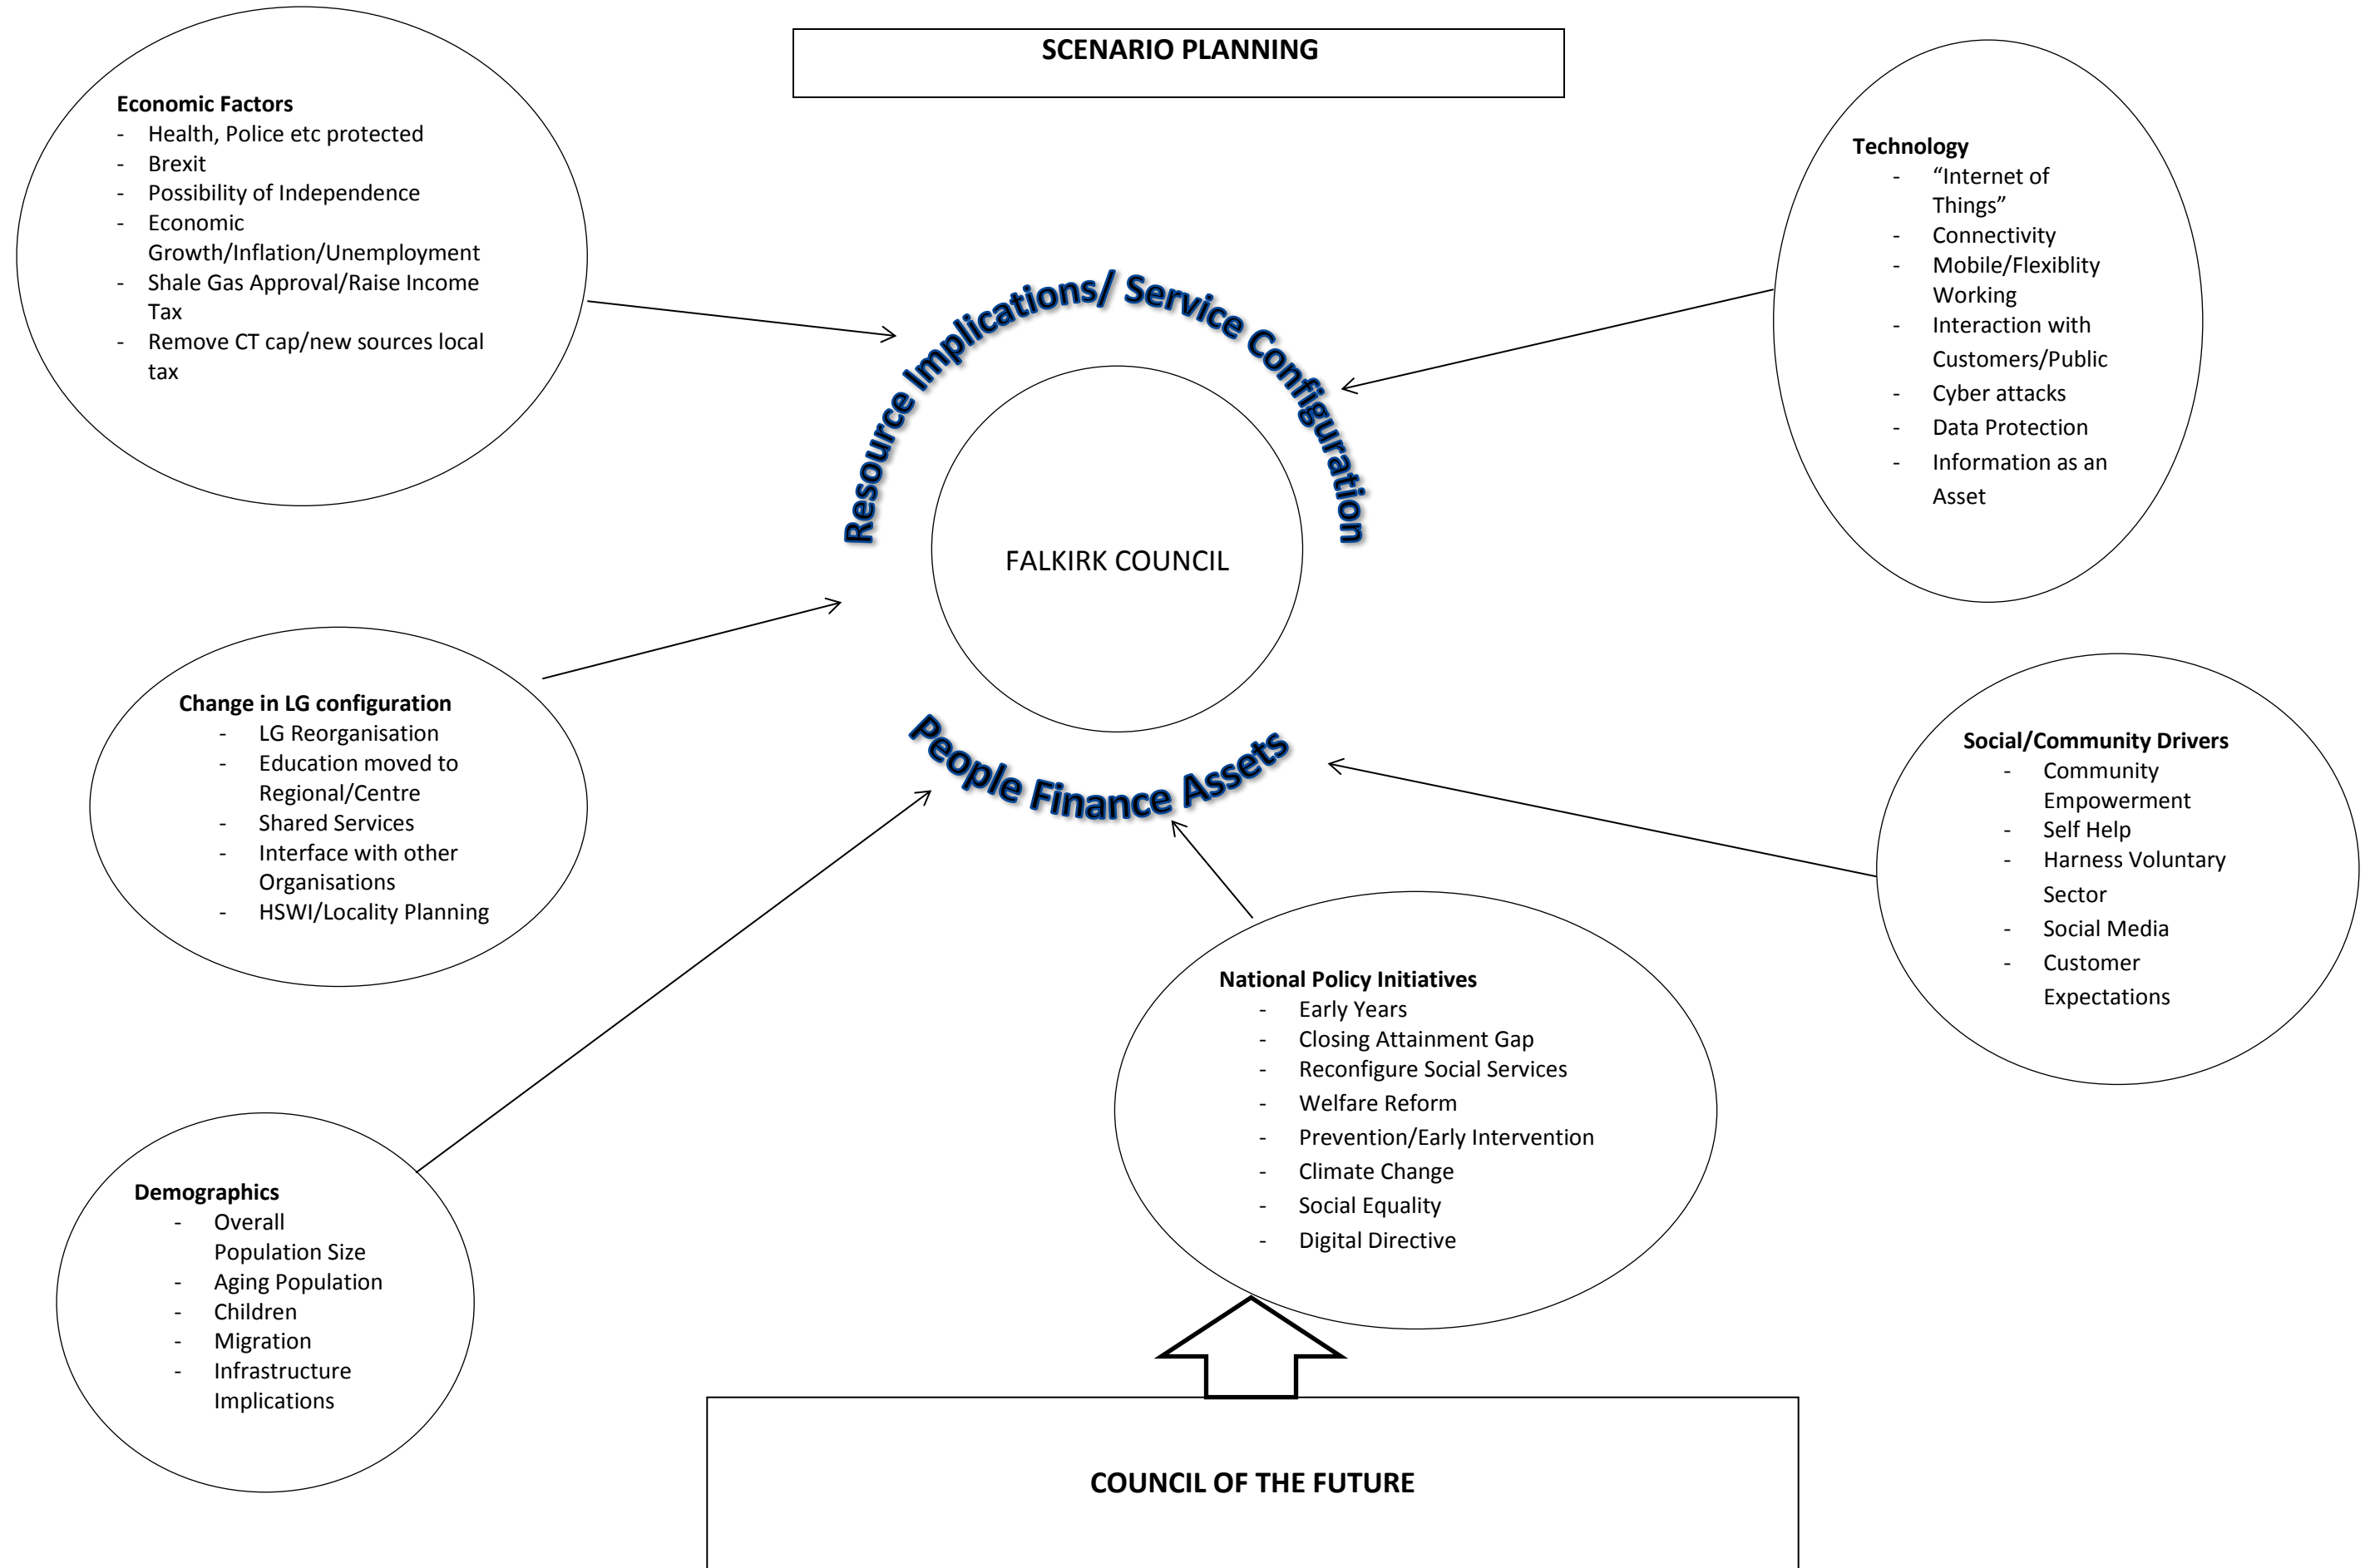 SCENARIO PLANNING
Economic Factors
- Health, Police etc protected
- Brexit
- Possibility of Independence
- Economic
Growth/Inflation/Unemployment
- Shale Gas Approval/Raise Income
Tax
- Remove CT cap/new sources local
tax
Technology
- “Internet of
Things”
- Connectivity
- Mobile/Flexiblity
Working
- Interaction with
Customers/Public
- Cyber attacks
- Data Protection
- Information as an
Asset
Resource Implications/ Service Configuration
FALKIRK COUNCIL
People Finance Assets
Change in LG configuration
- LG Reorganisation
- Education moved to
Regional/Centre
- Shared Services
- Interface with other
Organisations
- HSWI/Locality Planning
Social/Community Drivers
- Community
Empowerment
- Self Help
- Harness Voluntary
Sector
- Social Media
- Customer
Expectations
National Policy Initiatives
- Early Years
- Closing Attainment Gap
- Reconfigure Social Services
- Welfare Reform
- Prevention/Early Intervention
- Climate Change
- Social Equality
- Digital Directive
Demographics
- Overall
Population Size
- Aging Population
- Children
- Migration
- Infrastructure
Implications
COUNCIL OF THE FUTURE